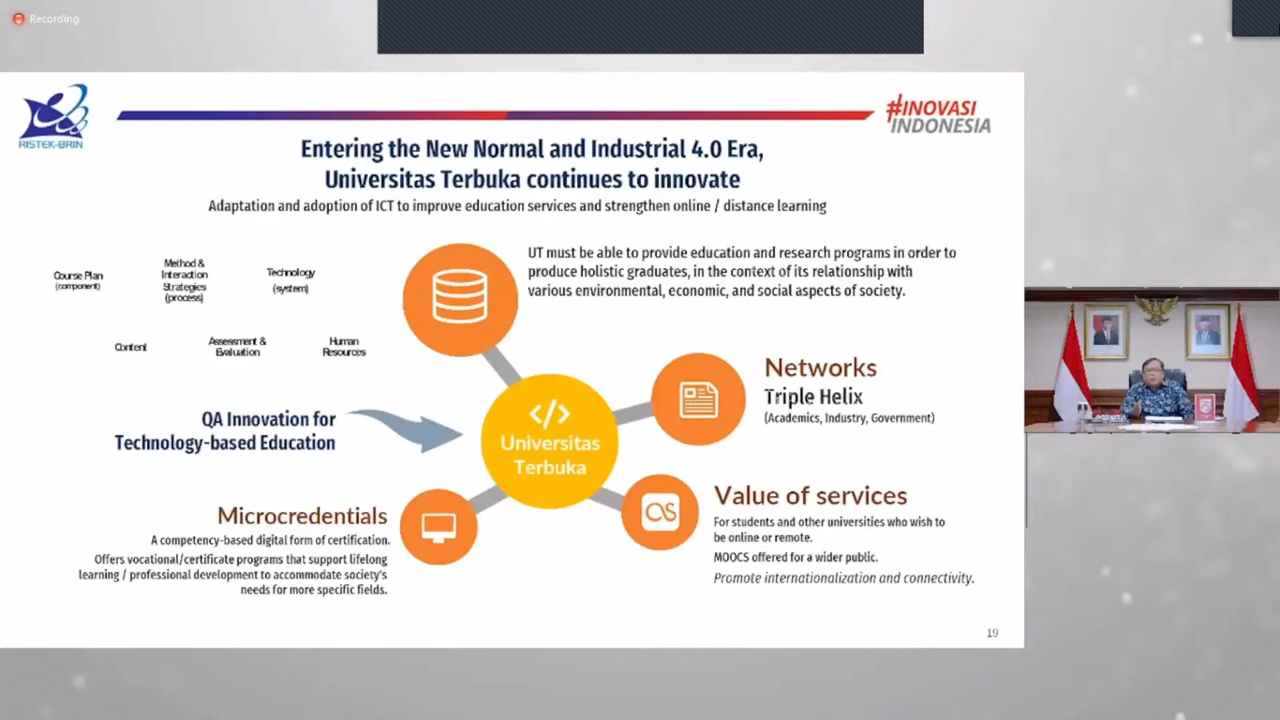 Recording
RISTEK-BRIN
#INOVASI
INDONESIA
Entering the New Normal and Industrial 4.0 Era,
Universitas Terbuka continues to innovate
Adaptation and adoption of ICT to improve education services and strengthen online / distance learning
Course Plan
(component)
Method &
Interaction
Strategies
(process)
Technology
(system)
Content
Assessment &
Evaluation
Human
Resources
UT must be able to provide education and research programs in order to
produce holistic graduates, in the context of its relationship with
various environmental, economic, and social aspects of society.
Networks
Triple Helix
(Academics, Industry, Government)
QA Innovation for
Technology-based Education
</>
Universitas
Terbuka
Microcredentials
A competency-based digital form of certification.
Offers vocational/certificate programs that support lifelong
learning / professional development to accommodate society's
needs for more specific fields.
Value of services
For students and other universities who wish to
be online or remote.
MOOCS offered for a wider public.
Promote internationalization and connectivity.
19